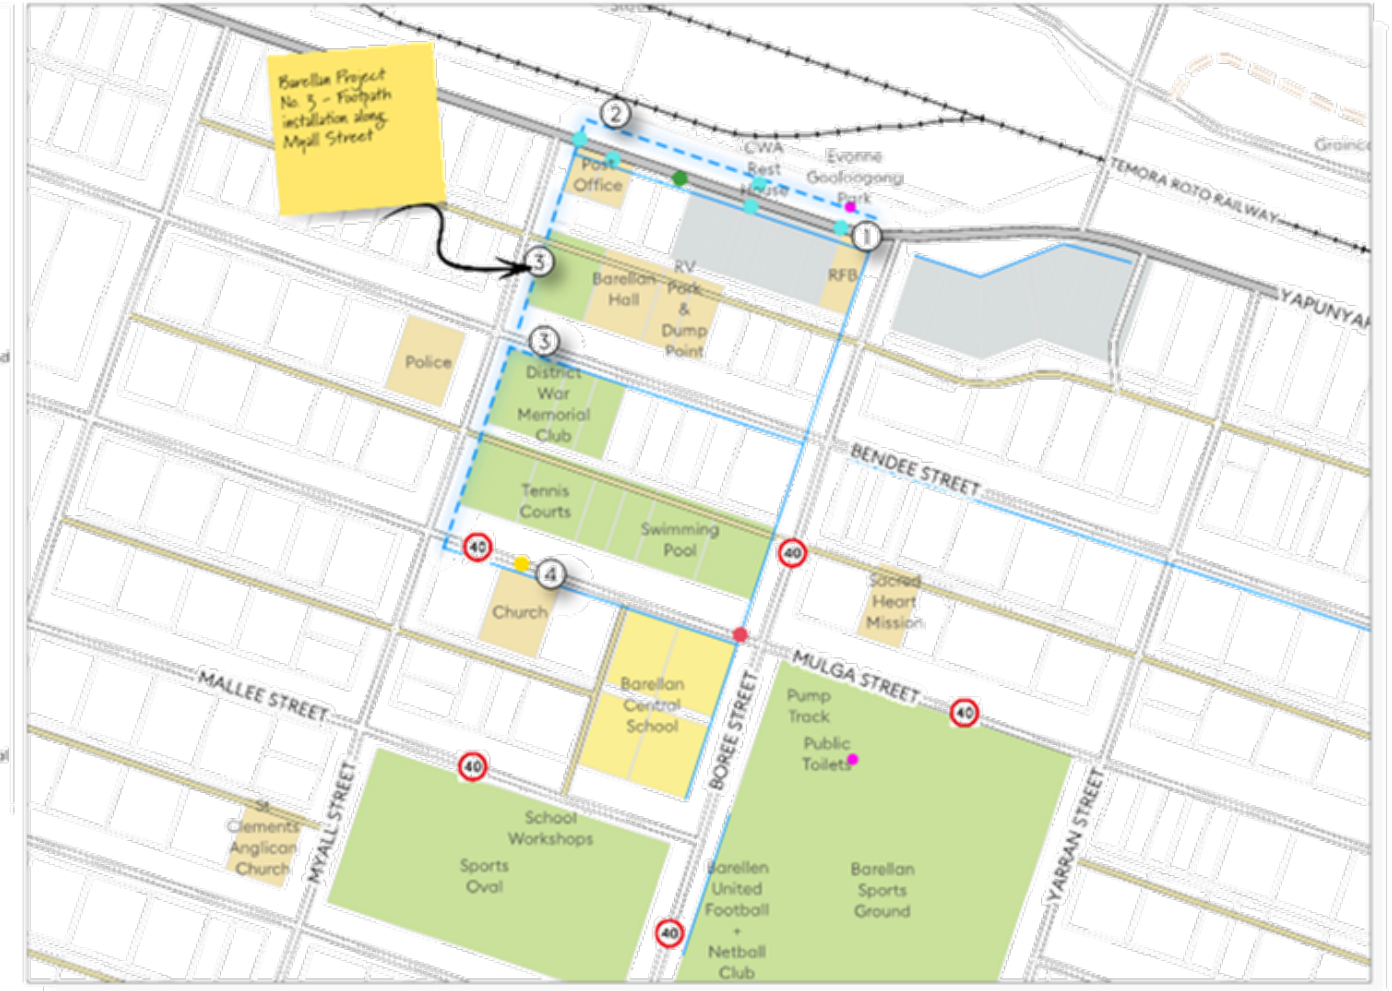 Barellan Project
No. 3 - Footpath
installation along
Myall Street
2
CWA
Rest
House
Evonne
Gooloogong
Park
TEMORA ROTO RAILWAY
Post
Office
1
3
Barellan
Hall
RV
Park
&
Dump
Point
RFB
YAPUNYAH
Police
3
District
War
Memorial
Club
BENDEE STREET
Tennis
Courts
Swimming
Pool
40
40
4
Church
Sacred
Heart
Mission
MALLEE STREET
Barellan
Central
School
MULGA STREET
40
Pump
Track
Public
Toilets
BOREE STREET
40
MYALL STREET
St
Clements
Anglican
Church
School
Workshops
Sports
Oval
YARRAN STREET
Barellen
United
Football
+
Netball
Club
Barellan
Sports
Ground
40